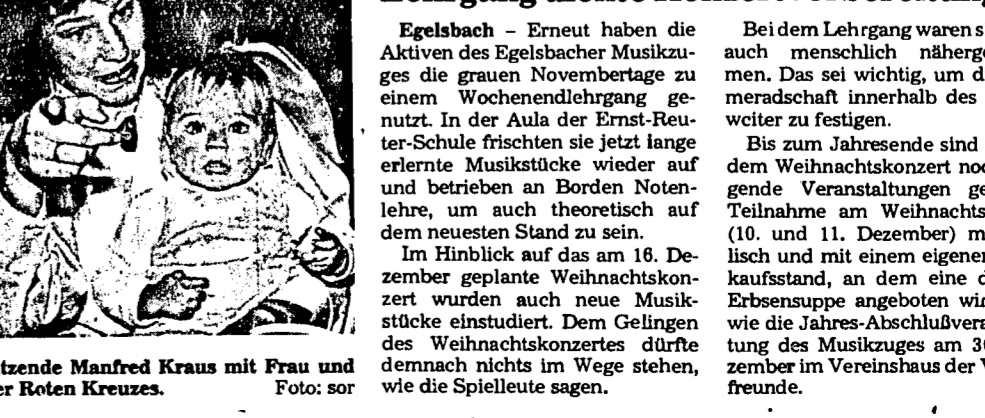 tzende Manfred Kraus mit Frau und
er Roten Kreuzes. Foto: sor
Egelsbach – Erneut haben die
Aktiven des Egelsbacher Musikzu-
ges die grauen Novembertage zu
einem Wochenendlehrgang ge-
nutzt. In der Aula der Ernst-Reu-
ter-Schule frischten sie jetzt lange
erlernte Musikstücke wieder auf
und betrieben an Borden Noten-
lehre, um auch theoretisch auf
dem neuesten Stand zu sein.
Im Hinblick auf das am 16. De-
zember geplante Weihnachtskon-
zert wurden auch neue Musik-
stücke einstudiert. Dem Gelingen
des Weihnachtskonzertes dürfte
demnach nichts im Wege stehen,
wie die Spielleute sagen.
Bei dem Lehrgang waren s
auch menschlich näherge
men. Das sei wichtig, um d
meradschaft innerhalb des
weiter zu festigen.
Bis zum Jahresende sind
dem Weihnachtskonzert noc
gende Veranstaltungen ge
Teilnahme am Weihnachts
(10. und 11. Dezember) m
lisch und mit einem eigener
kaufsstand, an dem eine d
Erbsensuppe angeboten wir
wie die Jahres-Abschlußvera
tung des Musikzuges am 30
zember im Vereinshaus der V
freunde.